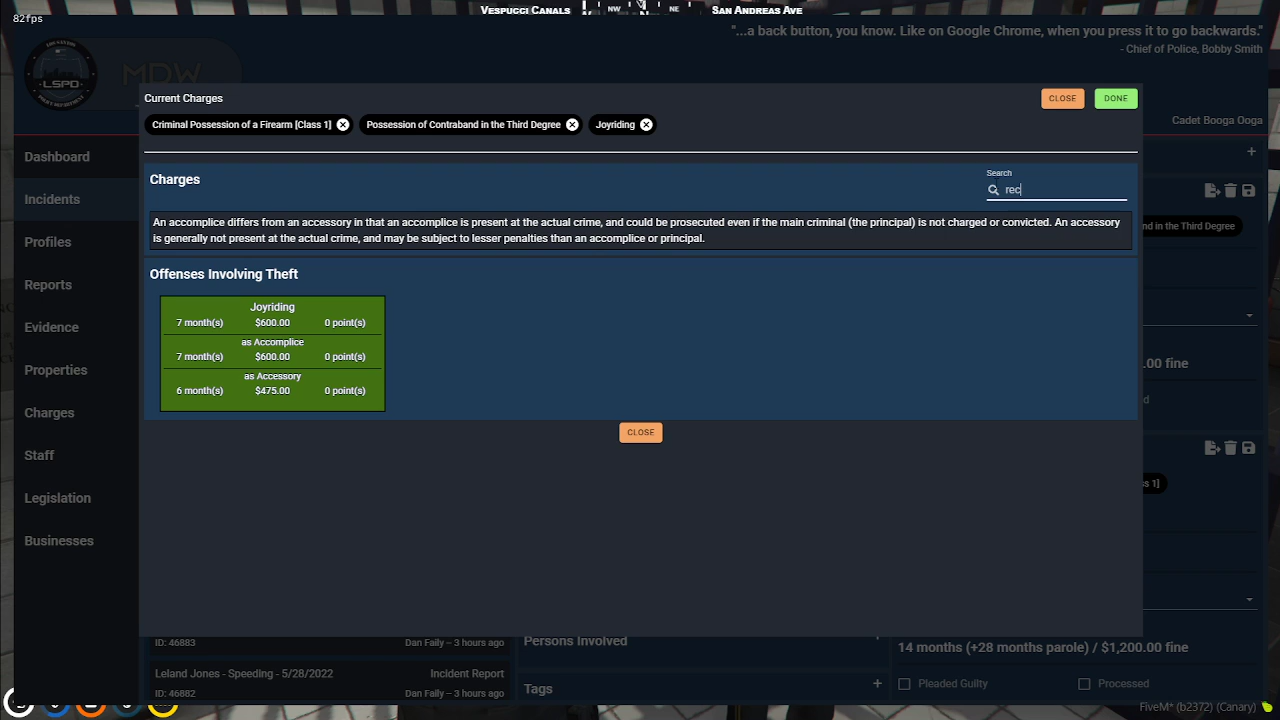 82fps
Vespucci Canals NW NE San Andreas Ave
"...a back button, you know. Like on Google Chrome, when you press it to go backwards."
- Chief of Police, Bobby Smith
LSPD
MDW
Cadet Booga Ooga
Current Charges
CLOSE DONE
Criminal Possession of a Firearm [Class 1] Possession of Contraband in the Third Degree Joyriding
Dashboard
Incidents
Profiles
Reports
Evidence
Properties
Charges
Staff
Legislation
Businesses
Charges
Search
rec
An accomplice differs from an accessory in that an accomplice is present at the actual crime, and could be prosecuted even if the main criminal (the principal) is not charged or convicted. An accessory
is generally not present at the actual crime, and may be subject to lesser penalties than an accomplice or principal.
Offenses Involving Theft
Joyriding
7 month(s) $600.00 0 point(s)
as Accomplice
7 month(s) $600.00 0 point(s)
as Accessory
6 month(s) $475.00 0 point(s)
CLOSE
nd in the Third Degree
.00 fine
d
ss 1]
ID: 46883 Dan Faily – 3 hours ago
Leland Jones - Speeding - 5/28/2022 Incident Report
ID: 46882 Dan Faily – 3 hours ago
Persons Involved
Tags
14 months (+28 months parole) / $1,200.00 fine
Pleaded Guilty Processed
FiveM* (b2372) (Canary)